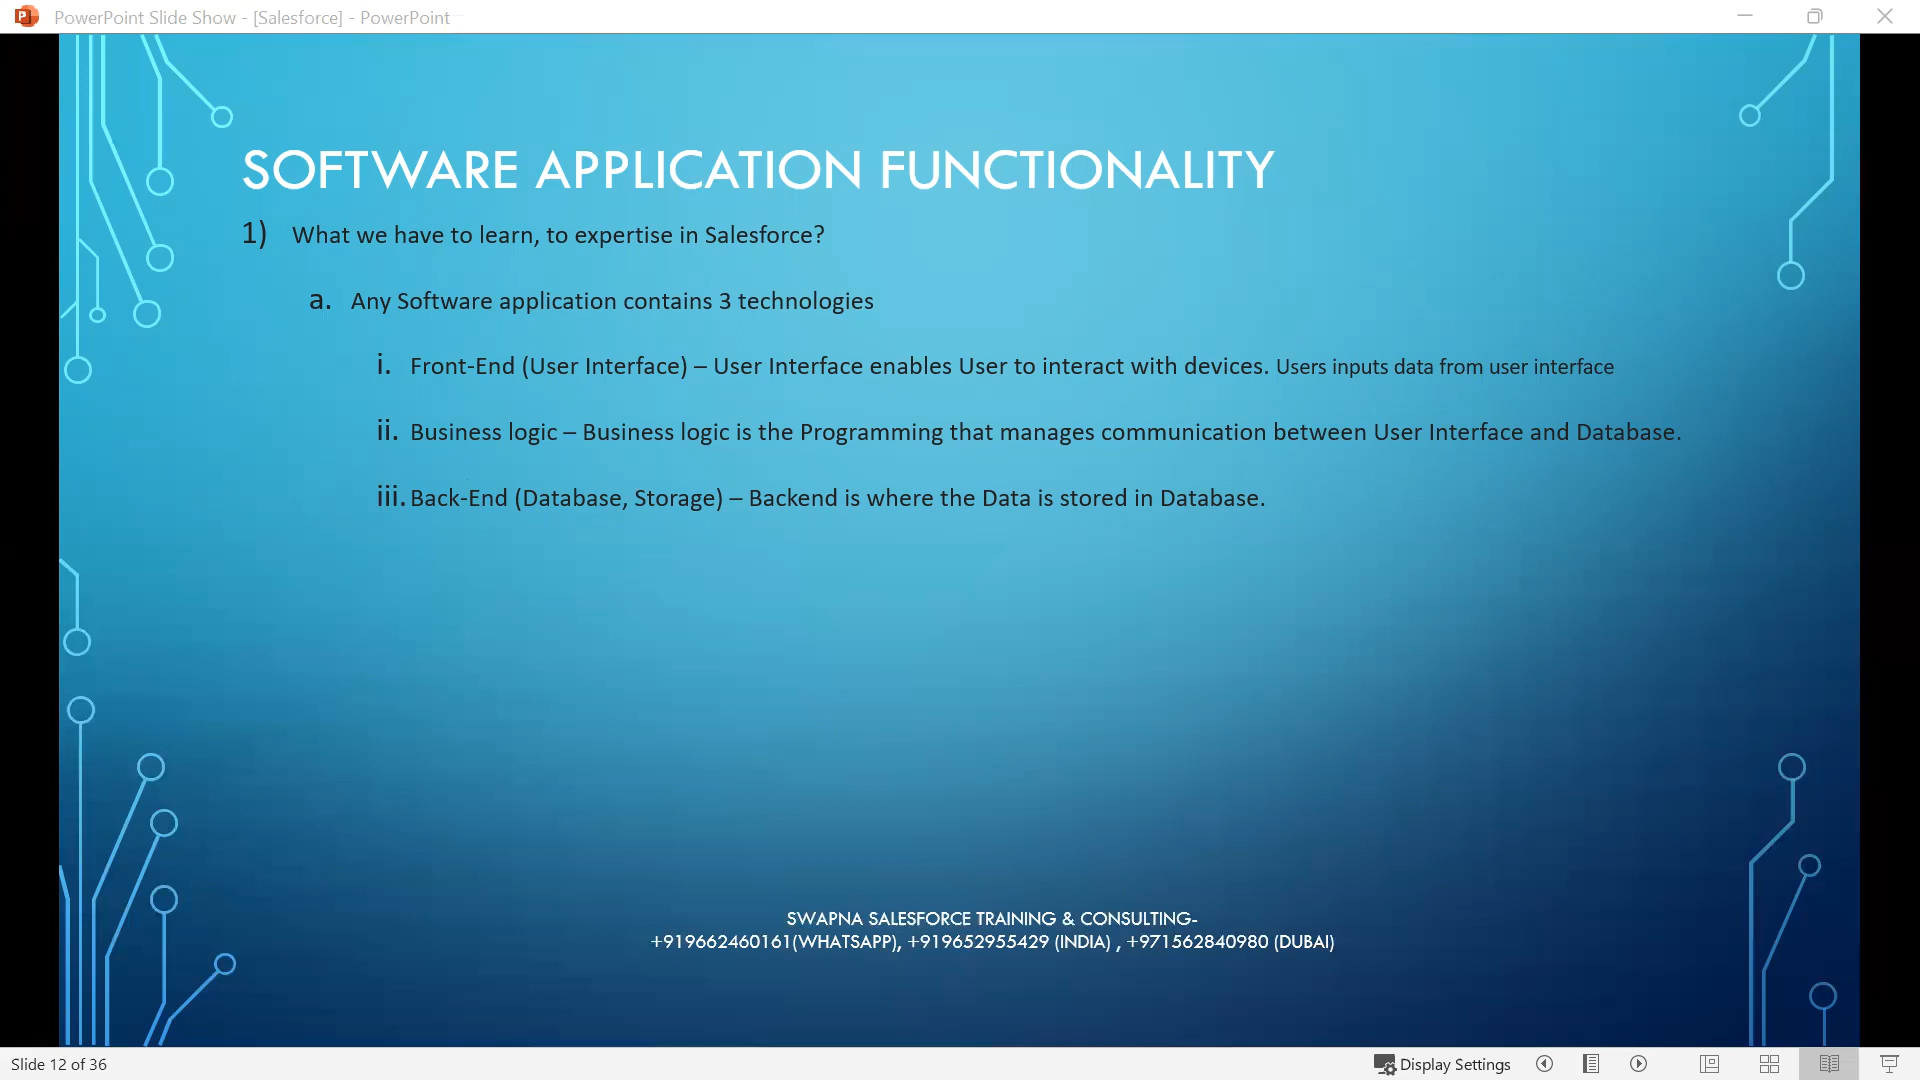 PowerPoint Slide Show - [Salesforce] - PowerPoint
SOFTWARE APPLICATION FUNCTIONALITY
1) What we have to learn, to expertise in Salesforce?
a. Any Software application contains 3 technologies
i. Front-End (User Interface) – User Interface enables User to interact with devices. Users inputs data from user interface
ii. Business logic – Business logic is the Programming that manages communication between User Interface and Database.
iii. Back-End (Database, Storage) – Backend is where the Data is stored in Database.
SWAPNA SALESFORCE TRAINING & CONSULTING-
+919662460161(WHATSAPP), +919652955429 (INDIA) , +971562840980 (DUBAI)
Slide 12 of 36
Display Settings